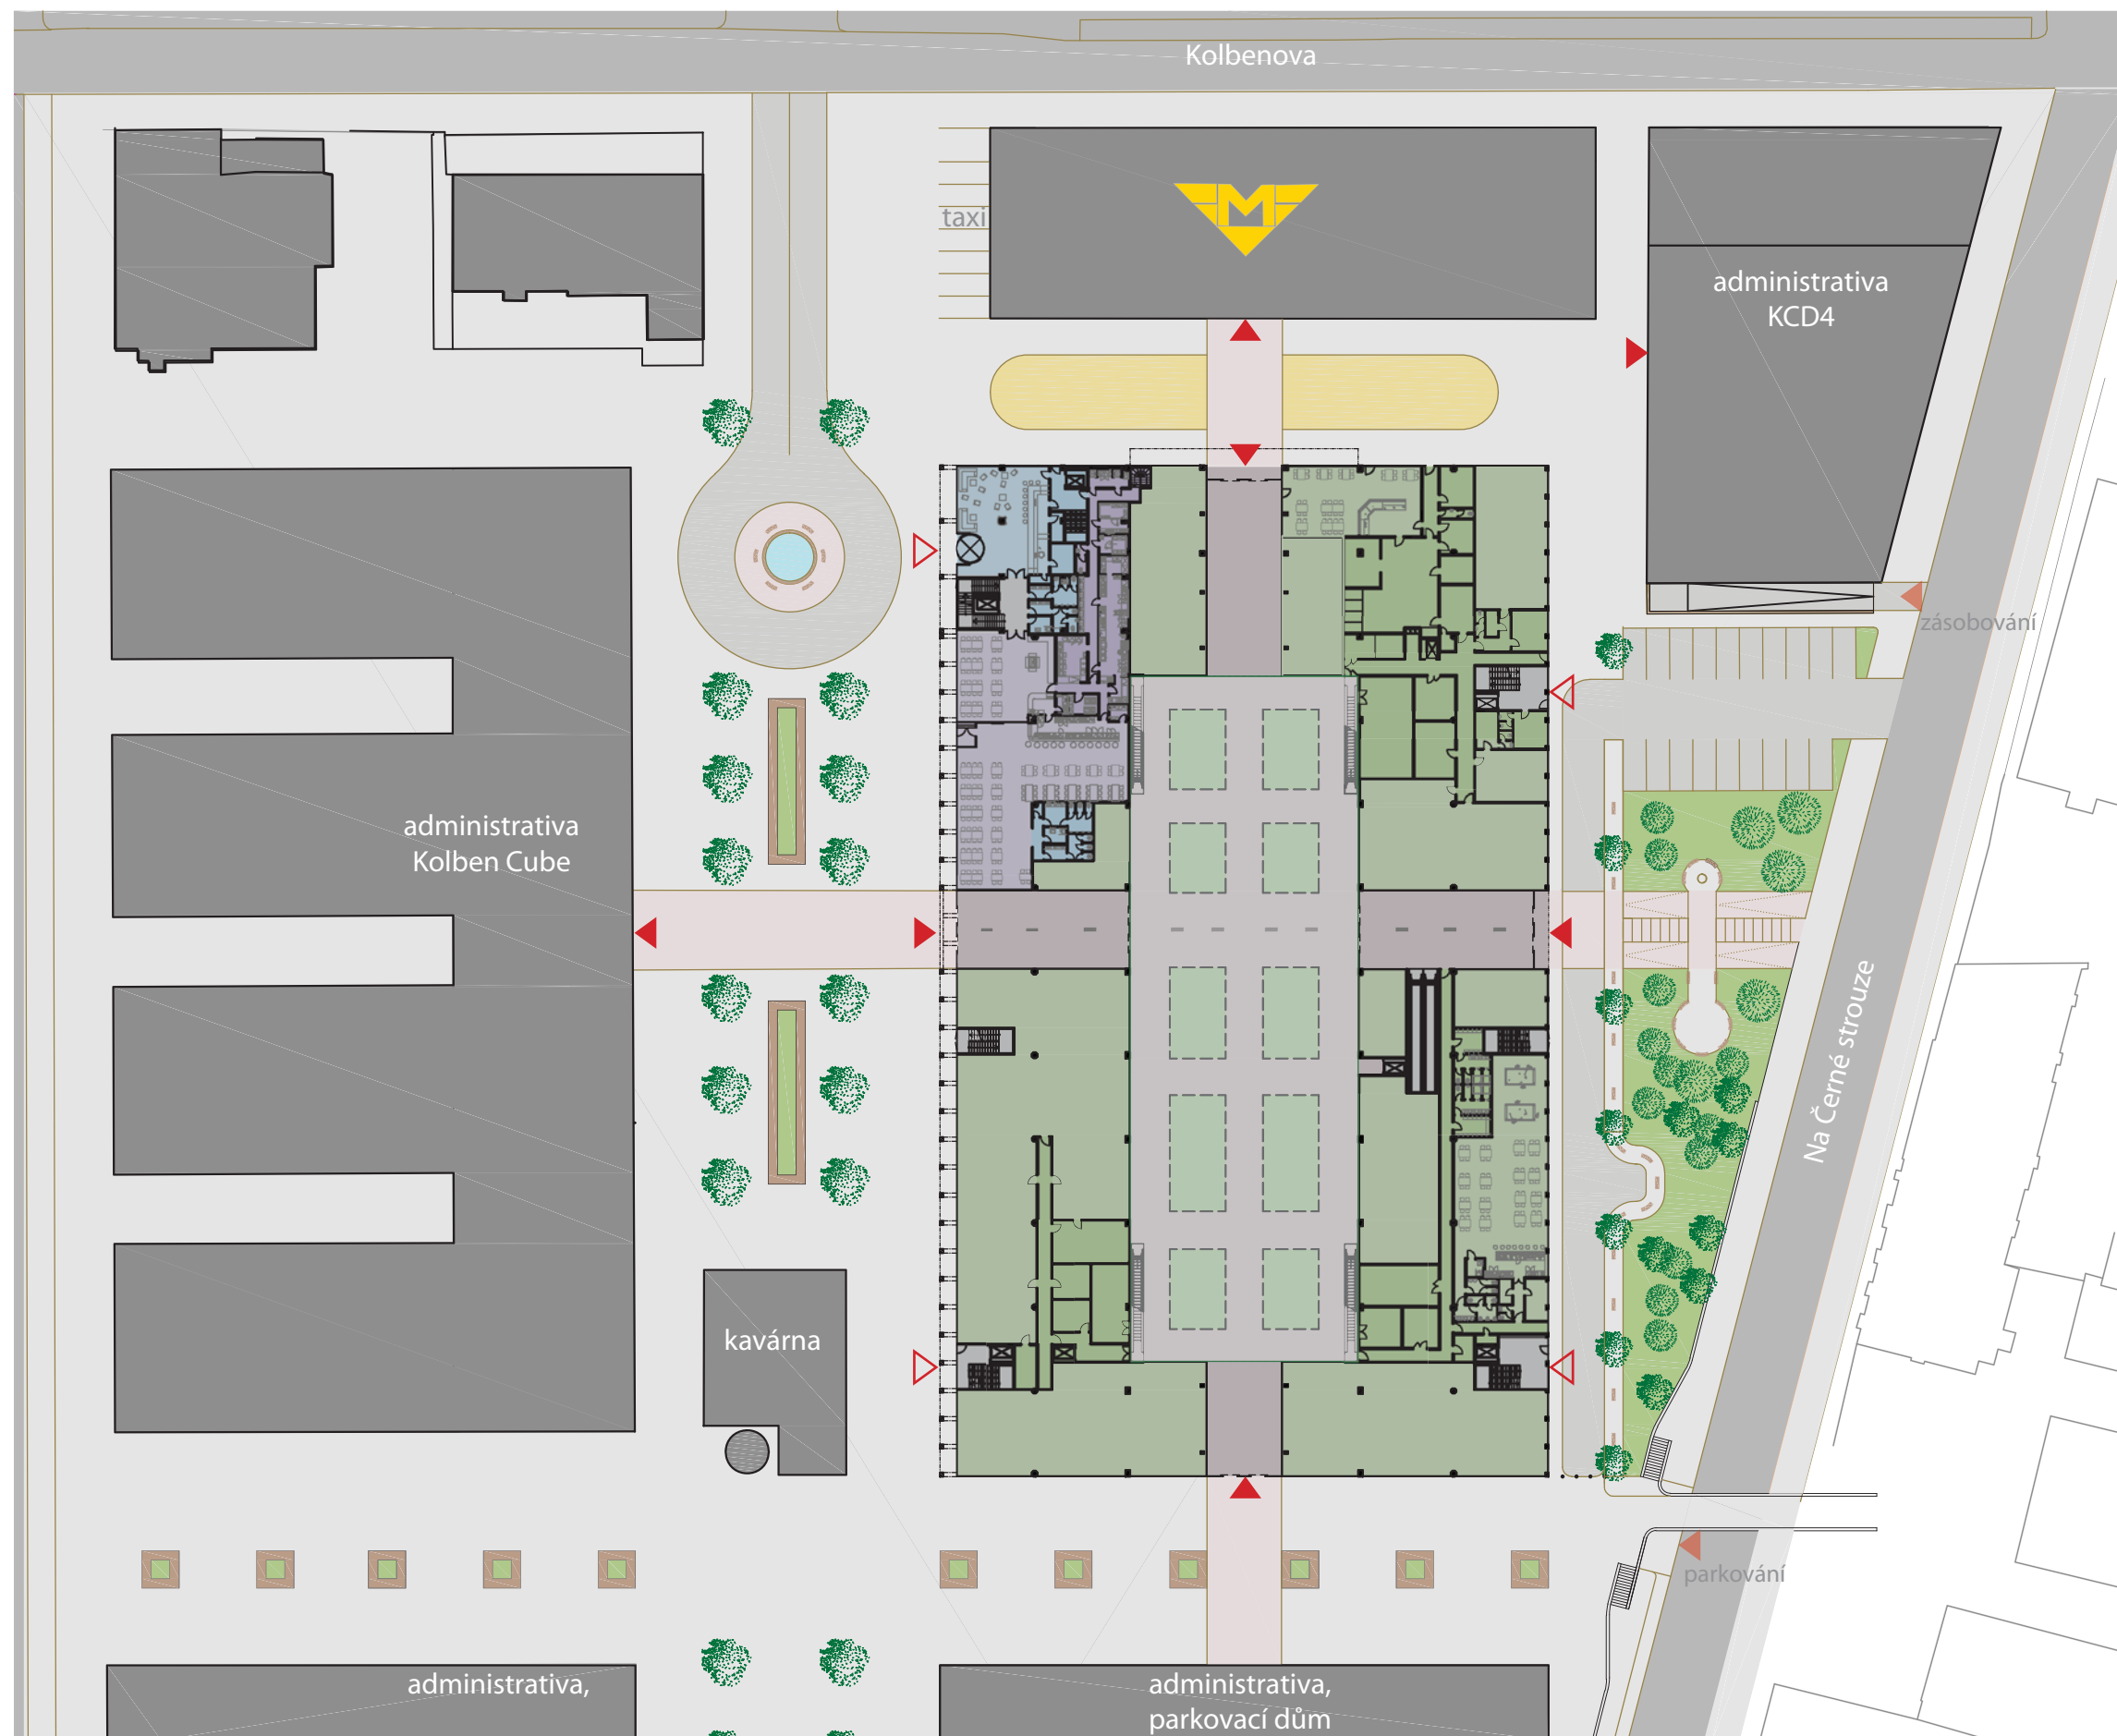 Kolbenova
taxi
M
administrativa
KCD4
zásobování
administrativa
Kolben Cube
Na Černé strouze
kavárna
parkování
administrativa,
administrativa,
parkovací dům